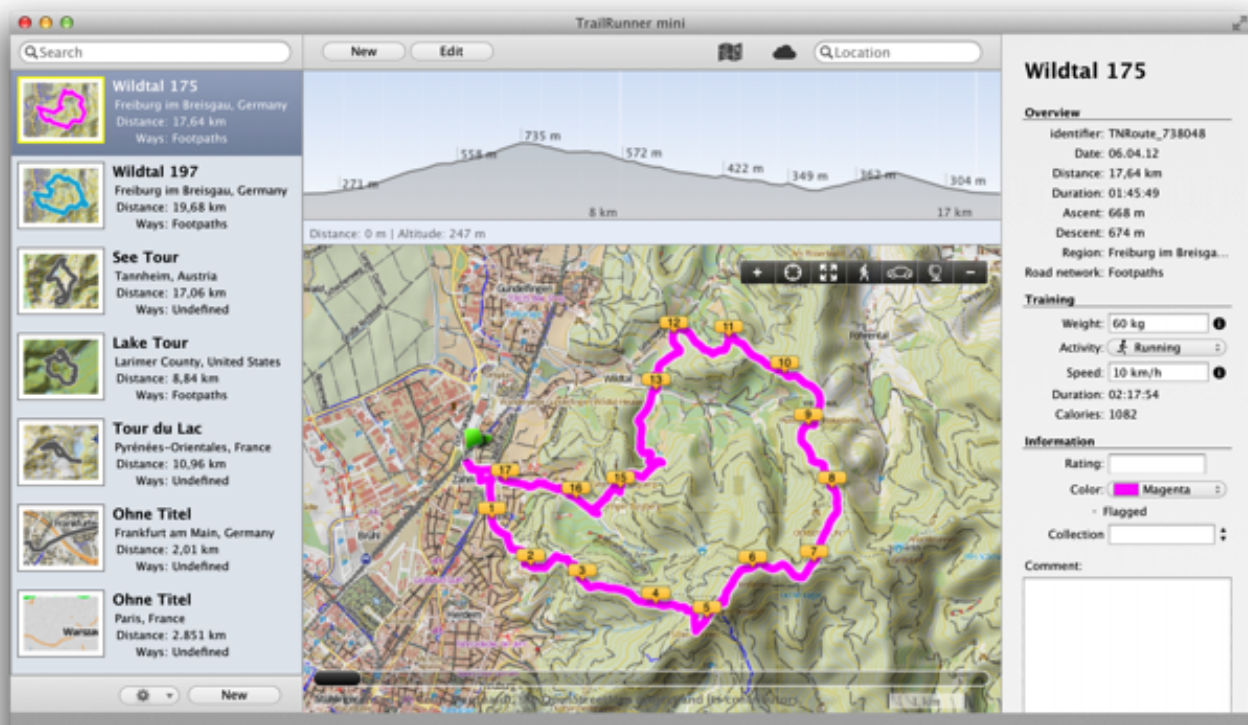 TrailRunner mini
Search
New
Edit
Location
Wildtal 175
Freiburg im Breisgau, Germany
Distance: 17,64 km
Ways: Footpaths
Wildtal 197
Freiburg im Breisgau, Germany
Distance: 19,68 km
Ways: Footpaths
See Tour
Tannheim, Austria
Distance: 17,06 km
Ways: Undefined
Lake Tour
Larimer County, United States
Distance: 8,84 km
Ways: Footpaths
Tour du Lac
Pyrénées-Orientales, France
Distance: 10,96 km
Ways: Undefined
Ohne Titel
Frankfurt am Main, Germany
Distance: 2,01 km
Ways: Undefined
Ohne Titel
Paris, France
Distance: 2.851 km
Ways: Undefined
New
271 m
558 m
735 m
572 m
422 m
349 m
362 m
304 m
8 km
17 km
Distance: 0 m | Altitude: 247 m
Gundelfingen
Wildtal
Föhrental
Zähri
Brühl
Herdern
12
11
10
13
9
17
16
15
8
1
2
3
4
5
6
7
1 km
Wildtal 175
Overview
identifier: TNRoute_738048
Date: 06.04.12
Distance: 17,64 km
Duration: 01:45:49
Ascent: 668 m
Descent: 674 m
Region: Freiburg im Breisga...
Road network: Footpaths
Training
Weight: 60 kg
Activity: Running
Speed: 10 km/h
Duration: 02:17:54
Calories: 1082
Information
Rating:
Color: Magenta
Flagged
Collection
Comment: